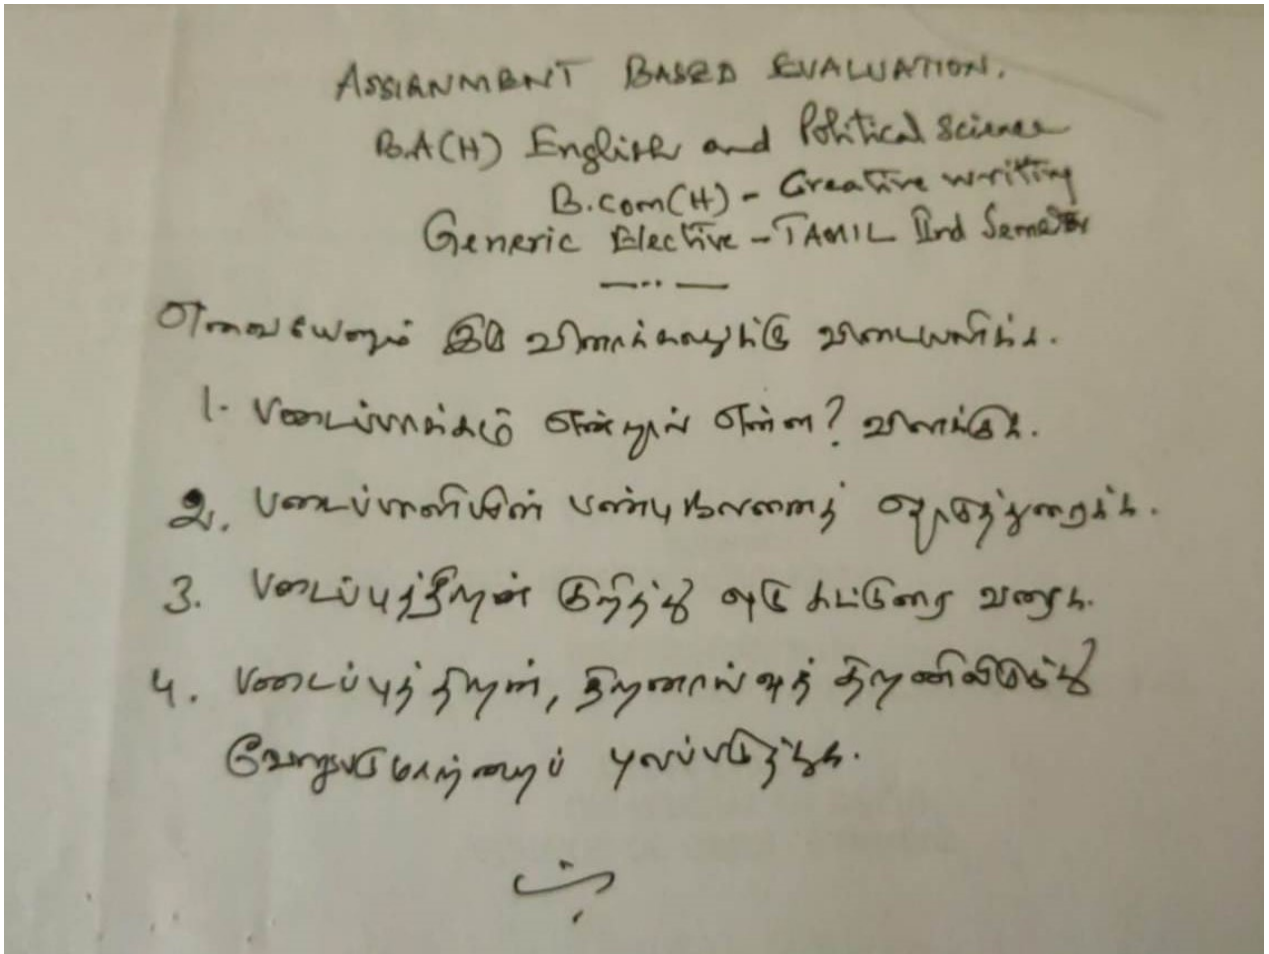 ASSIGNMENT BASED EVALUATION.
B.A(H) English and Political Science
B.Com(H) - Creative writing
Generic Elective - TAMIL IInd Semester
எவையேனும் இரு வினாக்களுக்கு விடையளிக்க.
1. படைப்பாக்கம் என்றால் என்ன? விளக்குக.
2. படைப்பாளியின் பண்புநலனைத் தொகுத்துரைக்க.
3. படைப்புத்திறன் குறித்து ஒரு கட்டுரை வரைக.
4. படைப்புத் திறன், திறனாய்வுத் திறனிலிருந்து
வேறுபடுமாற்றைப் புலப்படுத்துக.